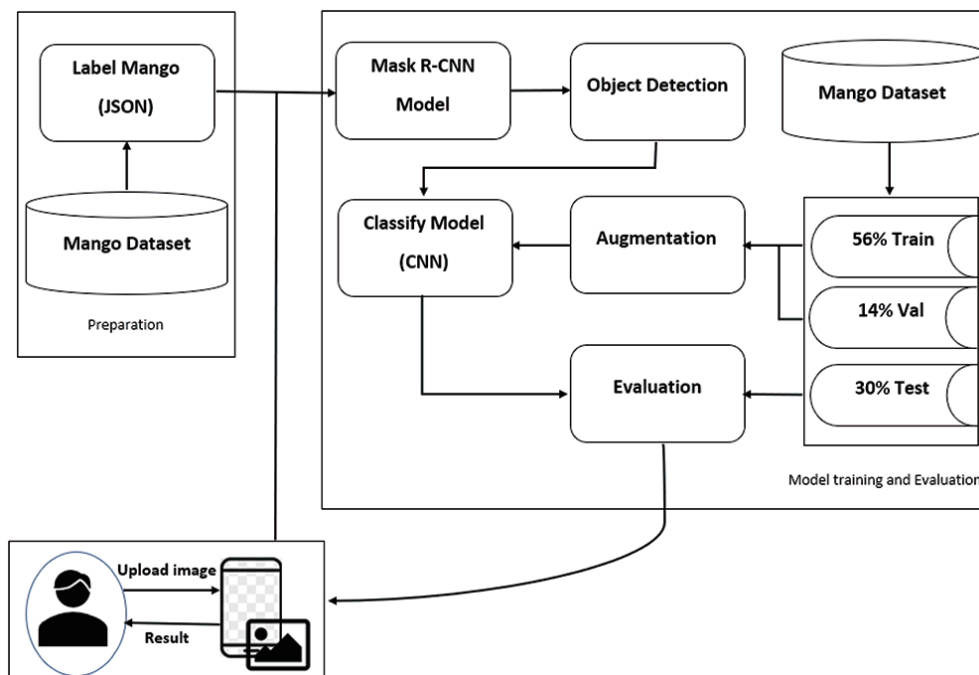 Label Mango
(JSON)
Mango Dataset
Preparation
Mask R-CNN
Model
Object Detection
Mango Dataset
Classify Model
(CNN)
Augmentation
56% Train
14% Val
30% Test
Evaluation
Model training and Evaluation
Upload image
Result